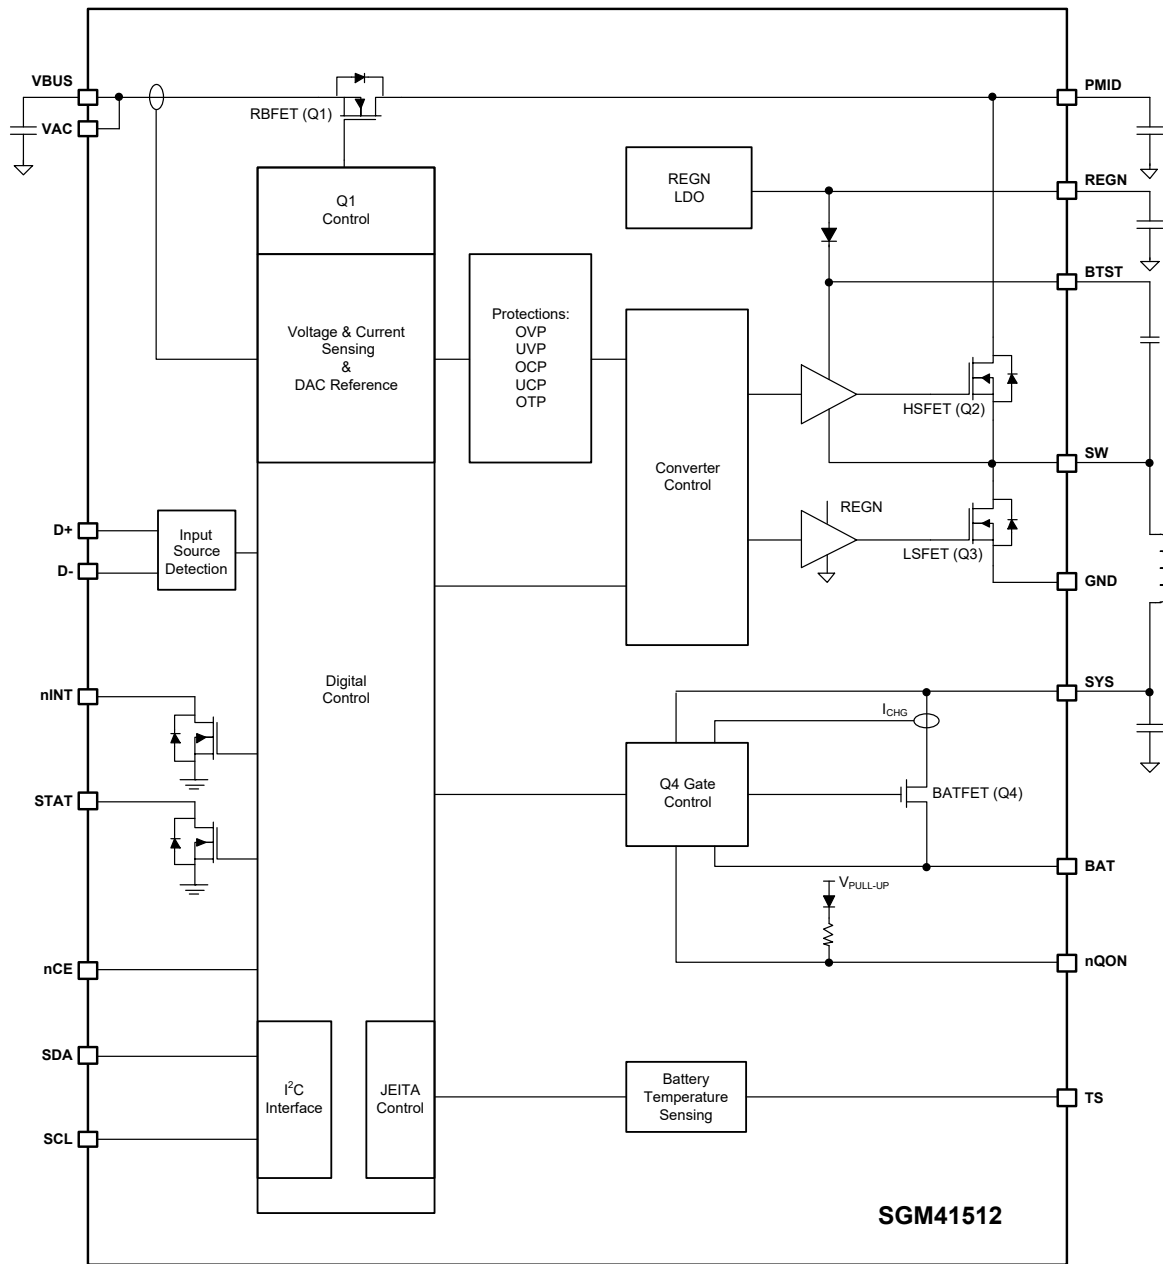 VBUS
VAC
RBFET (Q1)
PMID
Q1
Control
REGN
LDO
REGN
BTST
Voltage & Current
Sensing
&
DAC Reference
Protections:
OVP
UVP
OCP
UCP
OTP
HSFET (Q2)
Converter
Control
SW
REGN
LSFET (Q3)
GND
D+
D-
Input
Source
Detection
nINT
Digital
Control
STAT
SYS
I_CHG
Q4 Gate
Control
BATFET (Q4)
BAT
V_PULL-UP
nQON
nCE
SDA
SCL
I²C
Interface
JEITA
Control
Battery
Temperature
Sensing
TS
SGM41512